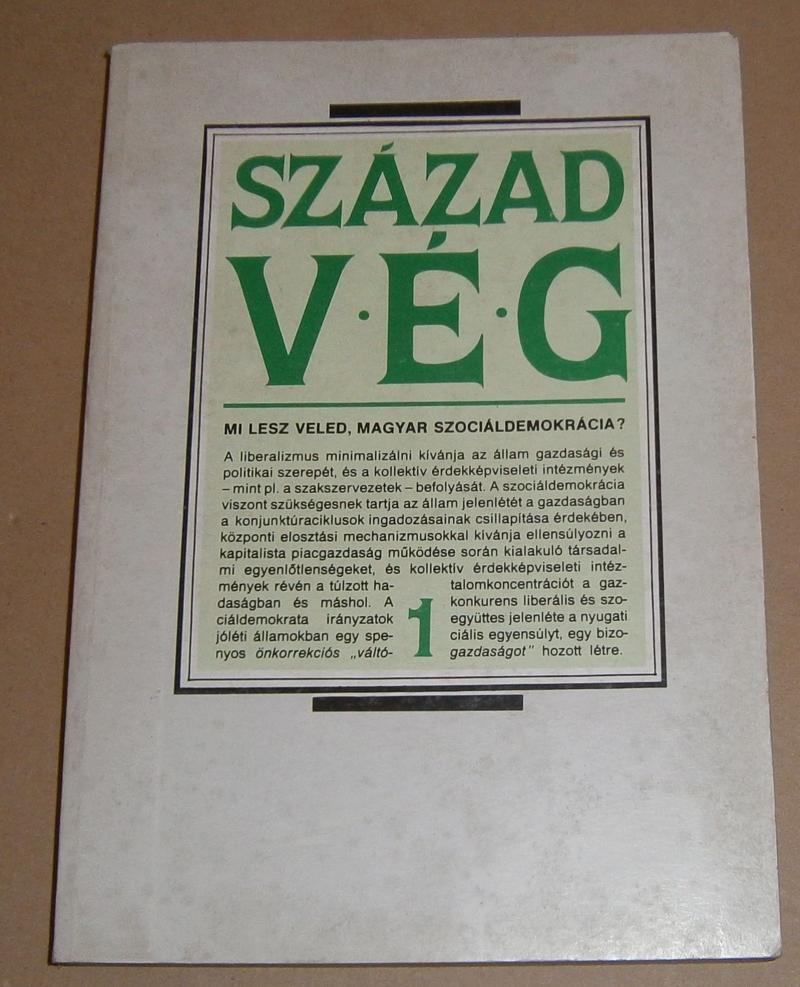 SZÁZAD
V·É·G
MI LESZ VELED, MAGYAR SZOCIÁLDEMOKRÁCIA?
A liberalizmus minimalizálni kívánja az állam gazdasági és
politikai szerepét, és a kollektív érdekképviseleti intézmények
– mint pl. a szakszervezetek – befolyását. A szociáldemokrácia
viszont szükségesnek tartja az állam jelenlétét a gazdaságban
a konjunktúraciklusok ingadozásainak csillapítása érdekében,
központi elosztási mechanizmusokkal kívánja ellensúlyozni a
kapitalista piacgazdaság működése során kialakuló társadal-
mi egyenlőtlenségeket, és kollektív érdekképviseleti intéz-
mények révén a túlzott ha-talomkoncentrációt a gaz-
daságban és máshol. A konkurens liberális és szo-
ciáldemokrata irányzatok együttes jelenléte a nyugati
jóléti államokban egy spe-ciális egyensúlyt, egy bizo-
nyos önkorrekciós „váltó-gazdaságot" hozott létre.
1